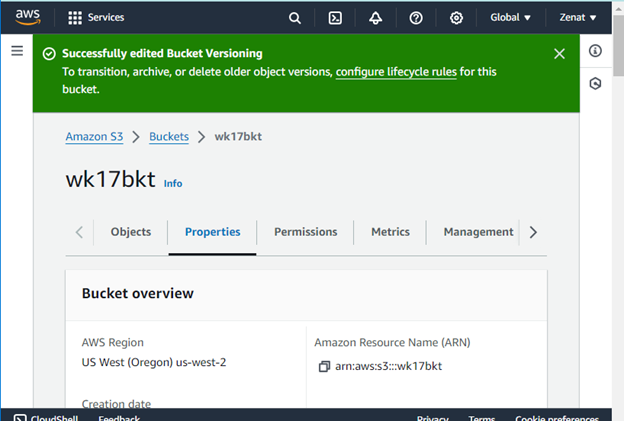 aws Services Global Zenat
Successfully edited Bucket Versioning
To transition, archive, or delete older object versions, configure lifecycle rules for this
bucket.
Amazon S3 > Buckets > wk17bkt
wk17bkt Info
Objects Properties Permissions Metrics Management
Bucket overview
AWS Region
US West (Oregon) us-west-2
Amazon Resource Name (ARN)
arn:aws:s3:::wk17bkt
Creation date
CloudShell Feedback Privacy Terms Cookie preferences